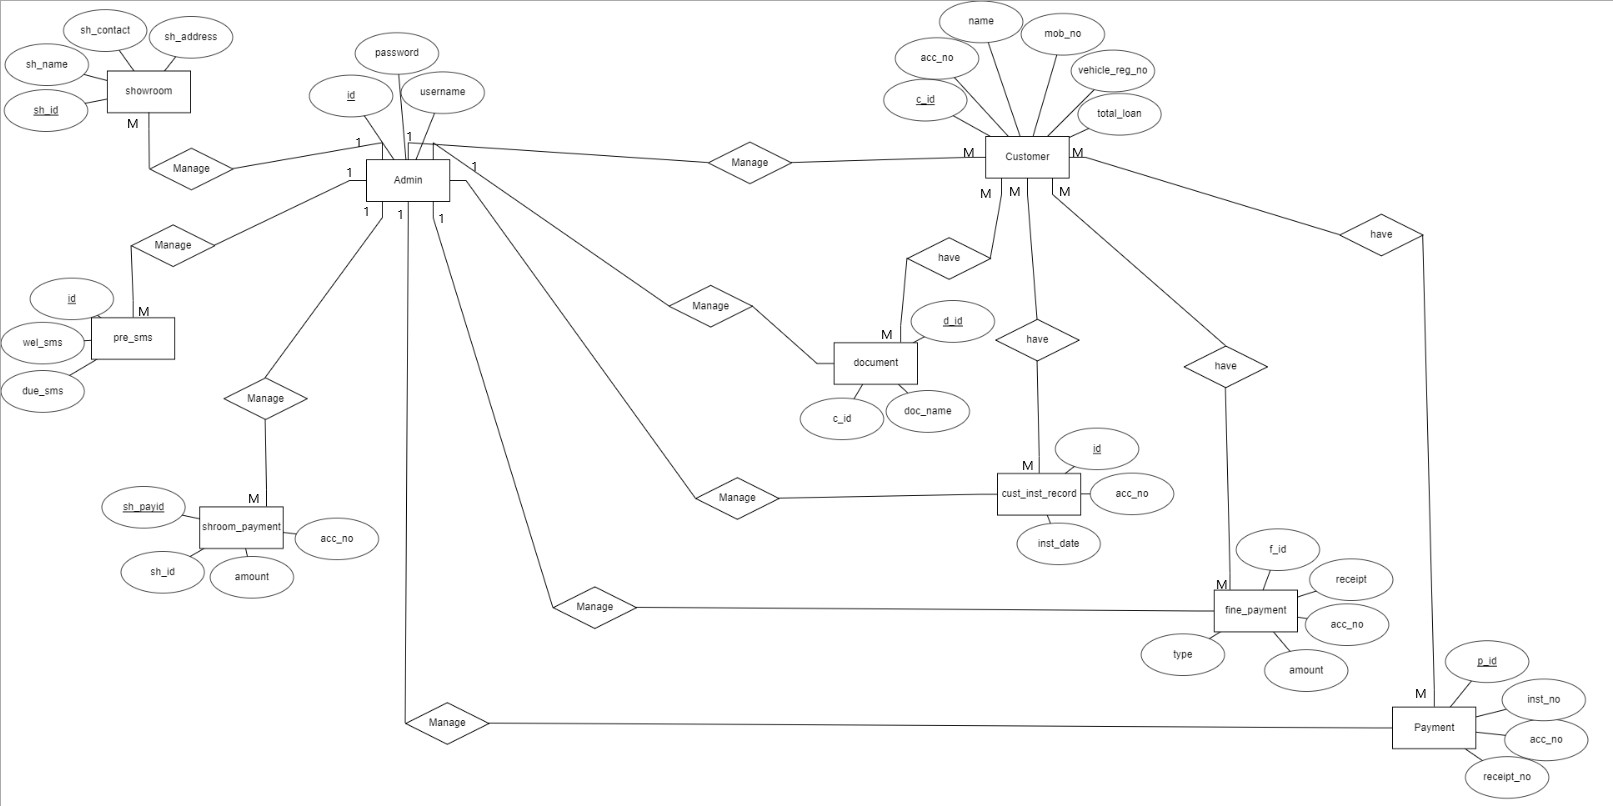 sh_contact
sh_address
sh_name
sh_id
showroom
M
Manage
password
id
username
1
1
1
1
Admin
1
1
1
Manage
M
id
wel_sms
due_sms
pre_sms
Manage
M
sh_payid
shroom_payment
acc_no
sh_id
amount
Manage
M
name
mob_no
acc_no
vehicle_reg_no
c_id
total_loan
Customer
M
M
M
M
M
have
have
have
have
Manage
M
d_id
document
c_id
doc_name
Manage
M
id
cust_inst_record
acc_no
inst_date
Manage
M
f_id
receipt
fine_payment
acc_no
type
amount
Manage
M
p_id
inst_no
Payment
acc_no
receipt_no